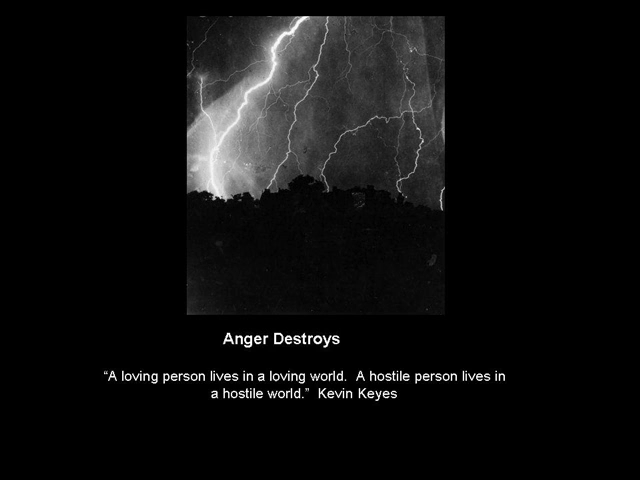 Anger Destroys
“A loving person lives in a loving world.  A hostile person lives in
a hostile world.”  Kevin Keyes